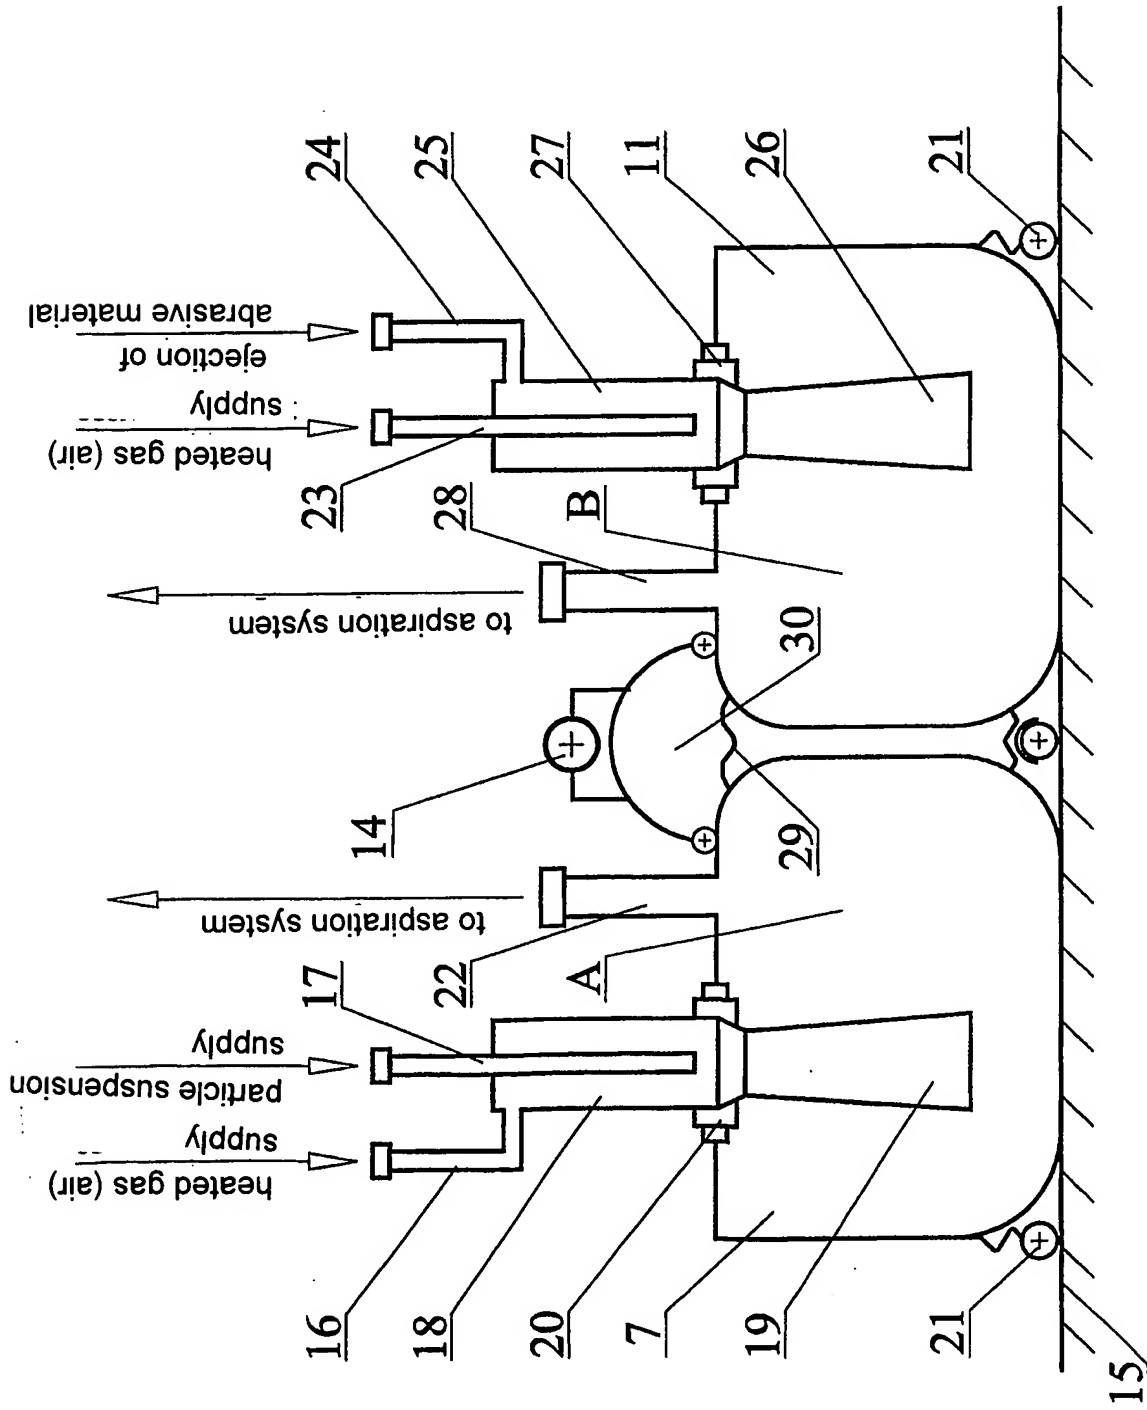 heated gas (air)
supply
particle suspension
supply
to aspiration system
to aspiration system
heated gas (air)
supply
ejection of
abrasive material
16
17
14
23
24
18
22
28
25
20
A
B
27
7
29
30
11
19
26
21
21
15